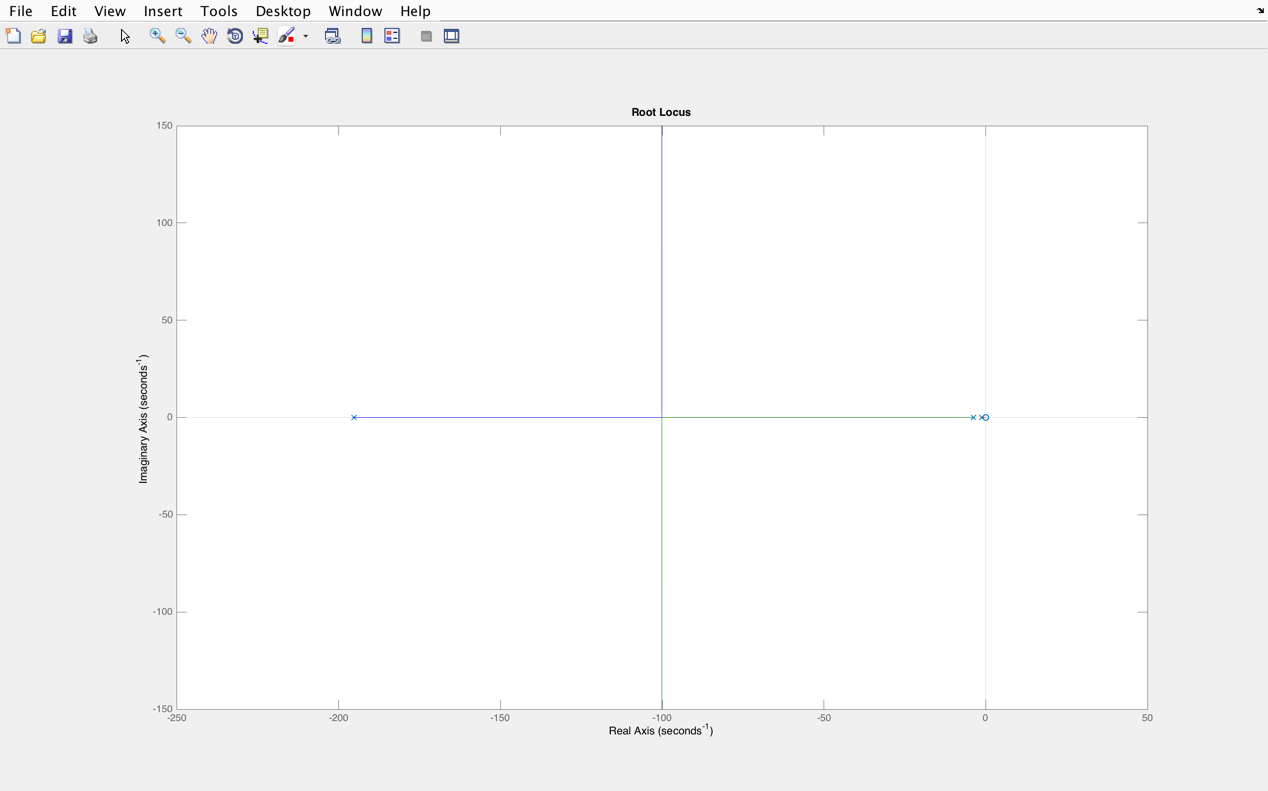 File Edit View Insert Tools Desktop Window Help
Root Locus
150
100
50
0
-50
-100
-150
Imaginary Axis (seconds⁻¹)
-250 -200 -150 -100 -50 0 50
Real Axis (seconds⁻¹)